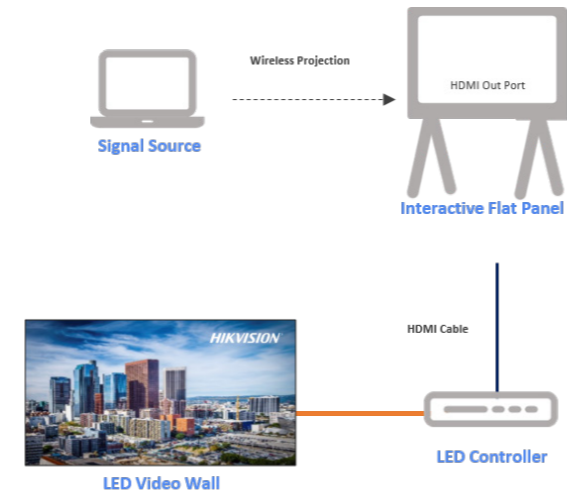 Wireless Projection
HDMI Out Port
Signal Source
Interactive Flat Panel
HDMI Cable
HIKVISION
LED Controller
LED Video Wall